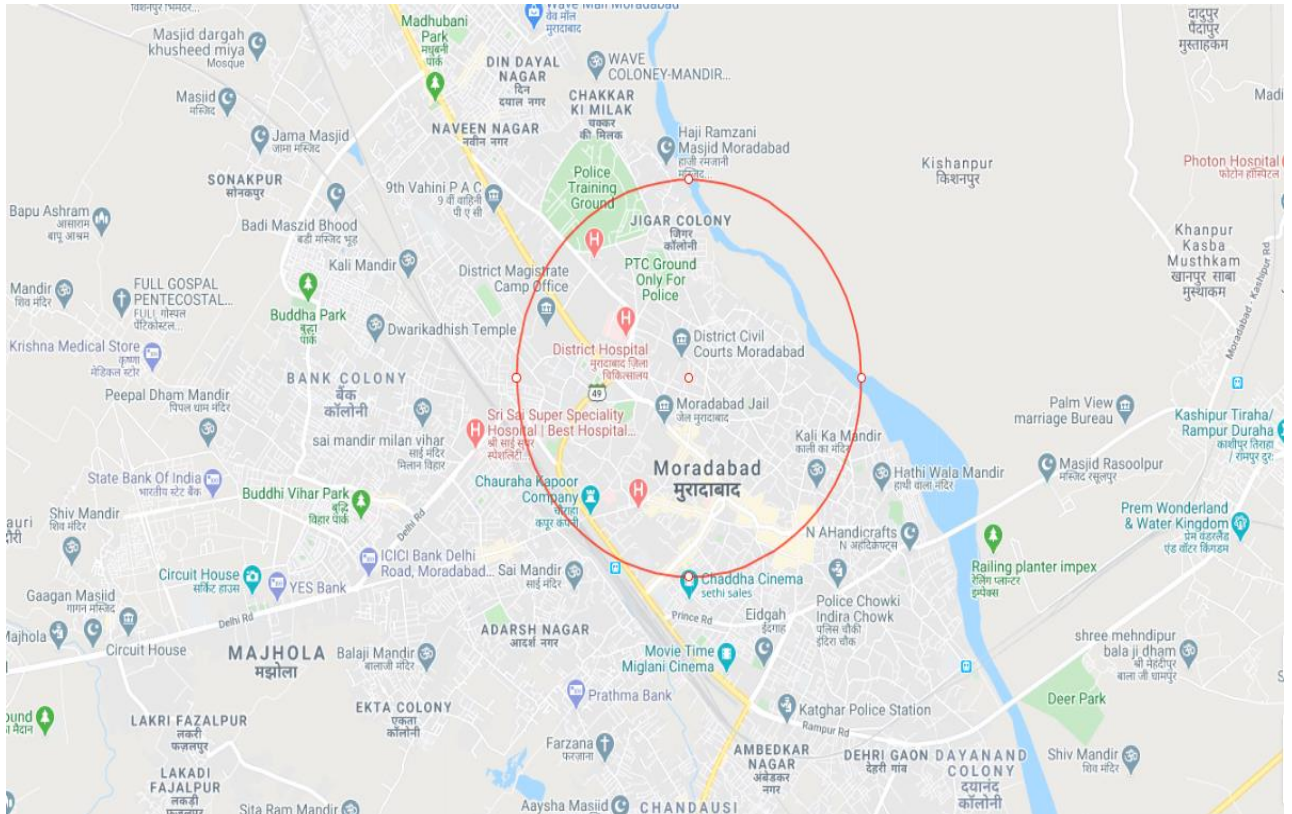 Wave Mall Moradabad
वेव मॉल
मुरादाबाद
Madhubani
Park
मधुबनी
पार्क
Masjid dargah
khusheed miya
Mosque
DIN DAYAL
NAGAR
दिन
दयाल नगर
WAVE
COLONEY-MANDIR...
दादुपुर
पैंदापुर
मुस्तहकम
Madi
Masjid
मस्जिद
CHAKKAR
KI MILAK
चक्कर
की मिलक
NAVEEN NAGAR
नवीन नगर
Jama Masjid
जामा मस्जिद
Haji Ramzani
Masjid Moradabad
हाजी रमजानी
मस्जिद...
Kishanpur
किशनपुर
Photon Hospital
फोटोन हॉस्पिटल
SONAKPUR
सोनकपुर
Police
Training
Ground
9th Vahini P A C
9 वीं वाहिनी
पी ए सी
Bapu Ashram
आसाराम
बापू आश्रम
Badi Maszid Bhood
बडी मस्जिद भूड़
JIGAR COLONY
जिगर
कॉलोनी
Khanpur
Kasba
Musthkam
खानपुर साबा
मुस्थाकम
Kali Mandir
District Magistrate
Camp Office
PTC Ground
Only For
Police
Mandir
शिव मंदिर
FULL GOSPAL
PENTECOSTAL...
FULL गोस्पल
पेंटिकोस्टल...
Buddha Park
बुद्धा
पार्क
Dwarikadhish Temple
District Civil
Courts Moradabad
Moradabad - Kashipur Rd
District Hospital
मुरादाबाद ज़िला
चिकित्सालय
Krishna Medical Store
कृष्णा
मेडिकल स्टोर
BANK COLONY
बैंक
कॉलोनी
49
Peepal Dham Mandir
पिपल धाम मंदिर
Moradabad Jail
जेल मुरादाबाद
Palm View
marriage Bureau
Kashipur Tiraha/
Rampur Duraha
काशीपुर तिराहा
/ रामपुर दुर:
Sri Sai Super Speciality
Hospital | Best Hospital...
श्री साई सुपर
स्पेशलिटी
sai mandir milan vihar
साई मंदिर
मिलान विहार
Kali Ka Mandir
काली का मंदिर
Moradabad
मुरादाबाद
Hathi Wala Mandir
हाथी वाला मंदिर
Masjid Rasoolpur
मस्जिद रसूलपुर
State Bank Of India
भारतीय स्टेट बैंक
Buddhi Vihar Park
बुद्धि
विहार पार्क
Chauraha Kapoor
Company
चौराहा
कपूर कंपनी
Delhi Rd
Shiv Mandir
शिव मंदिर
Prem Wonderland
& Water Kingdom
प्रेम वंडरलैंड
एंड वॉटर किंगडम
N AHandicrafts
ICICI Bank Delhi
Road, Moradabad...
Sai Mandir
साई मंदिर
Railing planter impex
रेलिंग प्लान्टर
इम्पेक्स
Circuit House
सर्किट हाउस
YES Bank
Chaddha Cinema
sethi sales
Gaagan Masjid
गागन मस्जिद
Police Chowki
Indira Chowk
पुलिस चौकी
इंदिरा चौक
Prince Rd
Eidgah
ईदगाह
Delhi Rd
Majhola
Circuit House
ADARSH NAGAR
आदर्श नगर
shree mehndipur
bala ji dham
श्री मेहंदीपुर
बाला जी धामपुर
MAJHOLA
मझोला
Balaji Mandir
बालाजी मंदिर
Movie Time
Miglani Cinema
Prathma Bank
Deer Park
EKTA COLONY
एकता
कॉलोनी
Katghar Police Station
Rampur Rd
LAKRI FAZALPUR
लकरी
फज़लपुर
Farzana
फरज़ाना
AMBEDKAR
NAGAR
अंबेडकर
नगर
DEHRI GAON
देहरी गांव
DAYANAND
COLONY
दयानंद
कॉलोनी
Shiv Mandir
शिव मंदिर
LAKADI
FAJALPUR
लकड़ी
Sita Ram Mandir
Aaysha Masjid
CHANDAUSI